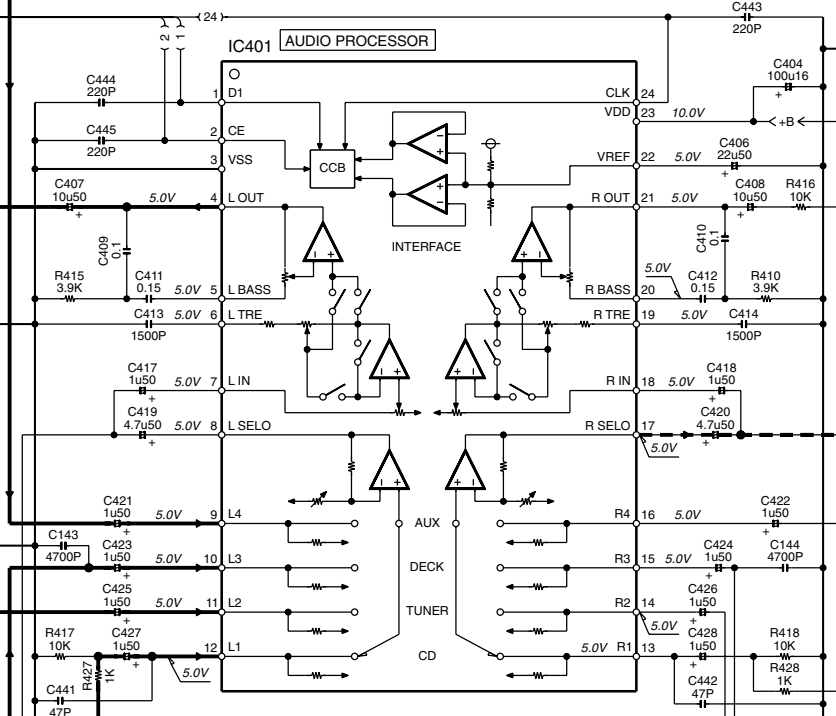 24
IC401
AUDIO PROCESSOR
C443
220P
2
1
C404
100u16
+
C444
220P
1
D1
CLK
24
VDD
23
10.0V
+B
C445
220P
2
CE
CCB
−
+
+
−
VREF
22
5.0V
C406
22u50
+
3
VSS
C407
10u50
+
5.0V
4
L OUT
R OUT
21
5.0V
C408
10u50
+
R416
10K
INTERFACE
C409
0.1
C410
0.1
−
+
−
+
R415
3.9K
C411
0.15
5.0V
5
L BASS
R BASS
20
5.0V
C412
0.15
R410
3.9K
C413
1500P
5.0V
6
L TRE
R TRE
19
5.0V
C414
1500P
−
+
−
+
C417
1u50
+
5.0V
7
L IN
R IN
18
5.0V
C418
1u50
+
C419
4.7u50
+
5.0V
8
L SELO
R SELO
17
5.0V
C420
4.7u50
+
−
+
−
+
C421
1u50
+
5.0V
9
L4
AUX
R4
16
5.0V
C422
1u50
+
C143
4700P
C423
1u50
+
5.0V
10
L3
DECK
R3
15
5.0V
C424
1u50
+
C144
4700P
C425
1u50
+
5.0V
11
L2
TUNER
R2
14
5.0V
C426
1u50
+
R417
10K
C427
1u50
+
12
L1
5.0V
CD
5.0V
R1
13
C428
1u50
+
R418
10K
R427
1K
R428
1K
C441
47P
C442
47P